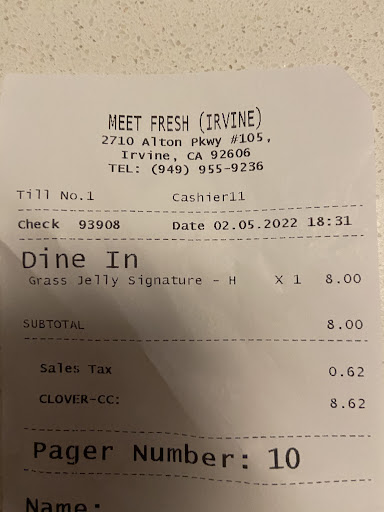 MEET FRESH (IRVINE)
2710 Alton Pkwy #105,
Irvine, CA 92606
TEL: (949) 955-9236
Till No.1 Cashier11
Check 93908 Date 02.05.2022 18:31
Dine In
Grass Jelly Signature - H X 1 8.00
SUBTOTAL 8.00
Sales Tax 0.62
CLOVER-CC: 8.62
Pager Number: 10
Name: